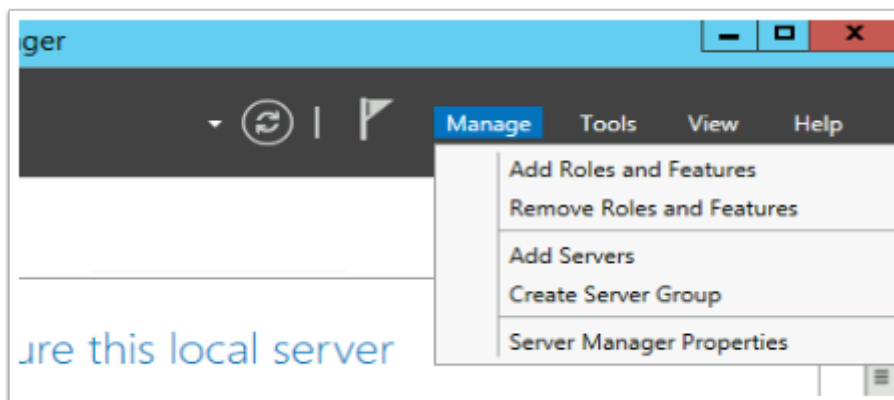 ger
Manage Tools View Help
Add Roles and Features
Remove Roles and Features
Add Servers
Create Server Group
Server Manager Properties
ure this local server